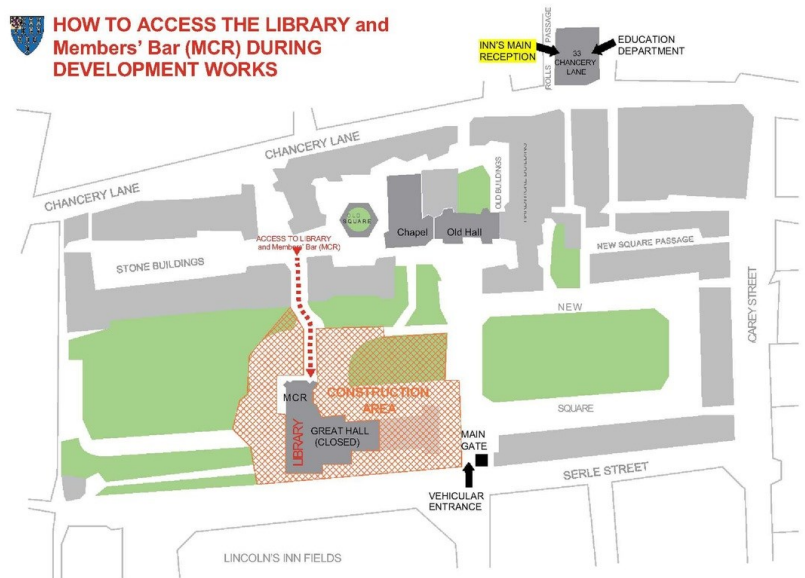 HOW TO ACCESS THE LIBRARY and
Members' Bar (MCR) DURING
DEVELOPMENT WORKS
INN'S MAIN
RECEPTION
ROLLS PASSAGE
33
CHANCERY
LANE
EDUCATION
DEPARTMENT
CHANCERY LANE
CHANCERY LANE
OLD BUILDINGS
OLD
SQUARE
Chapel
Old Hall
ACCESS TO LIBRARY
and Members' Bar (MCR)
STONE BUILDINGS
NEW SQUARE PASSAGE
CAREY STREET
NEW
SQUARE
MCR
CONSTRUCTION
AREA
LIBRARY
GREAT HALL
(CLOSED)
MAIN
GATE
SERLE STREET
VEHICULAR
ENTRANCE
LINCOLN'S INN FIELDS